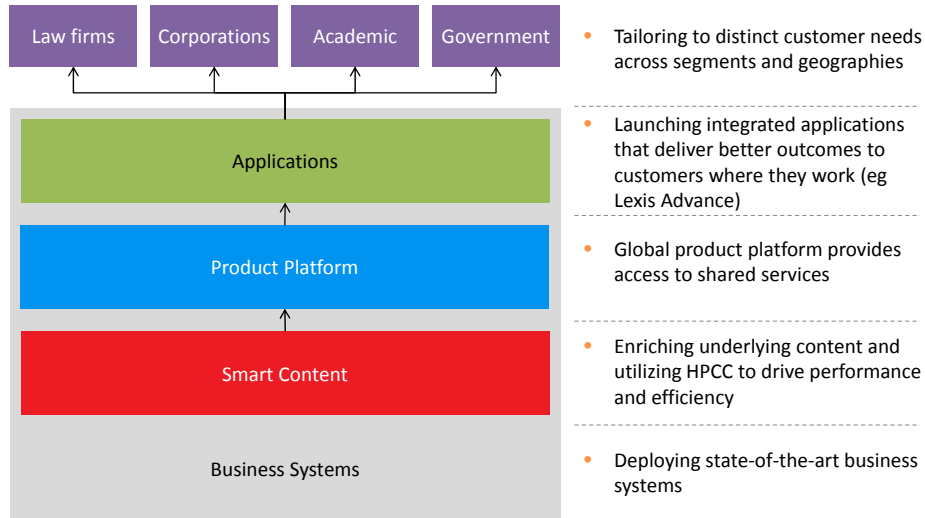 Law firms
Corporations
Academic
Government
• Tailoring to distinct customer needs
across segments and geographies
Applications
• Launching integrated applications
that deliver better outcomes to
customers where they work (eg
Lexis Advance)
Product Platform
• Global product platform provides
access to shared services
Smart Content
• Enriching underlying content and
utilizing HPCC to drive performance
and efficiency
Business Systems
• Deploying state-of-the-art business
systems